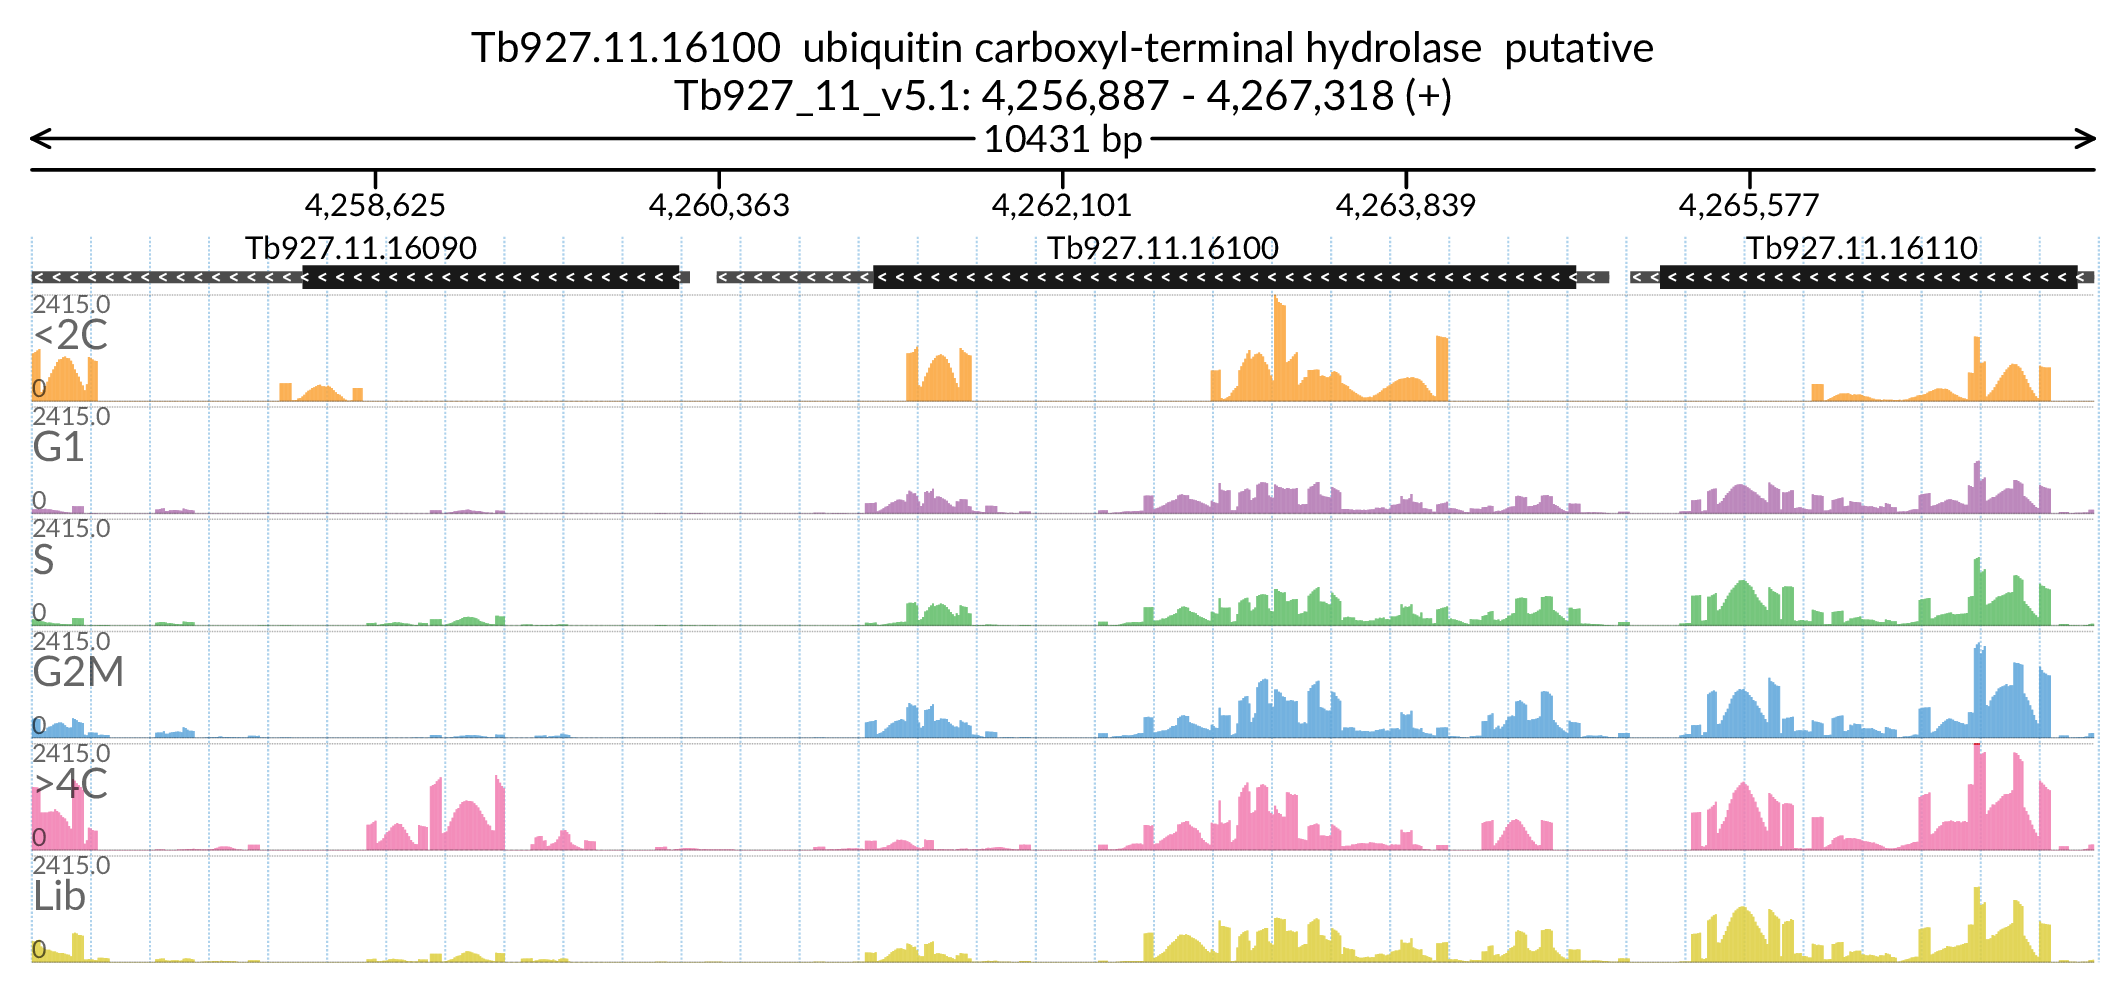 Tb927.11.16100 ubiquitin carboxyl-terminal hydrolase putative
Tb927_11_v5.1: 4,256,887 - 4,267,318 (+)
10431 bp
4,258,625 4,260,363 4,262,101 4,263,839 4,265,577
Tb927.11.16090 Tb927.11.16100 Tb927.11.16110
2415.0
<2C
0
2415.0
G1
0
2415.0
S
0
2415.0
G2M
0
2415.0
>4C
0
2415.0
Lib
0